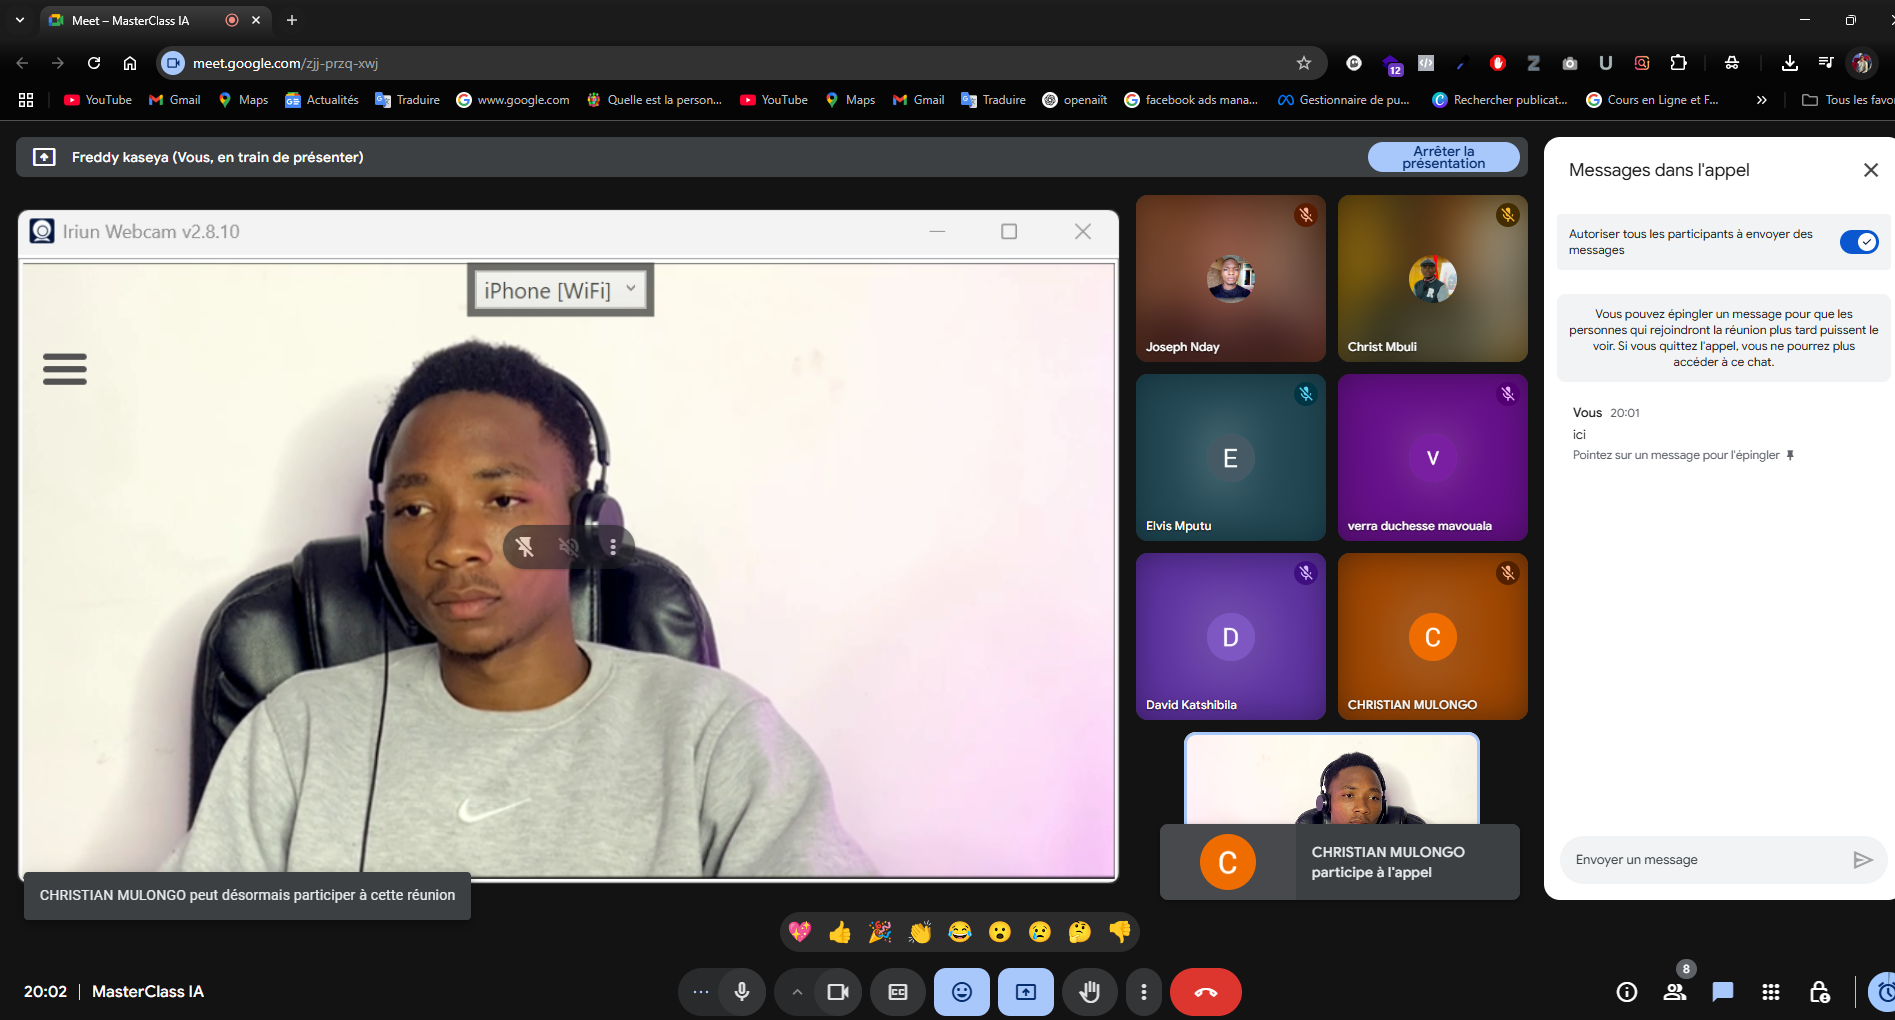 Meet – MasterClass IA
meet.google.com/zjj-przq-xwj
12
YouTube
Gmail
Maps
Actualités
Traduire
www.google.com
Quelle est la person...
YouTube
Maps
Gmail
Traduire
openaiit
facebook ads mana...
Gestionnaire de pu...
Rechercher publicat...
Cours en Ligne et F...
Tous les favo
Freddy kaseya (Vous, en train de présenter)
Arrêter la
présentation
Iriun Webcam v2.8.10
iPhone [WiFi]
Joseph Nday
Christ Mbuli
E
Elvis Mputu
V
verra duchesse mavouala
D
David Katshibila
C
CHRISTIAN MULONGO
C
CHRISTIAN MULONGO
participe à l'appel
CHRISTIAN MULONGO peut désormais participer à cette réunion
Messages dans l'appel
Autoriser tous les participants à envoyer des
messages
Vous pouvez épingler un message pour que les
personnes qui rejoindront la réunion plus tard puissent le
voir. Si vous quittez l'appel, vous ne pourrez plus
accéder à ce chat.
Vous 20:01
ici
Pointez sur un message pour l'épingler
Envoyer un message
20:02 | MasterClass IA
CC
8